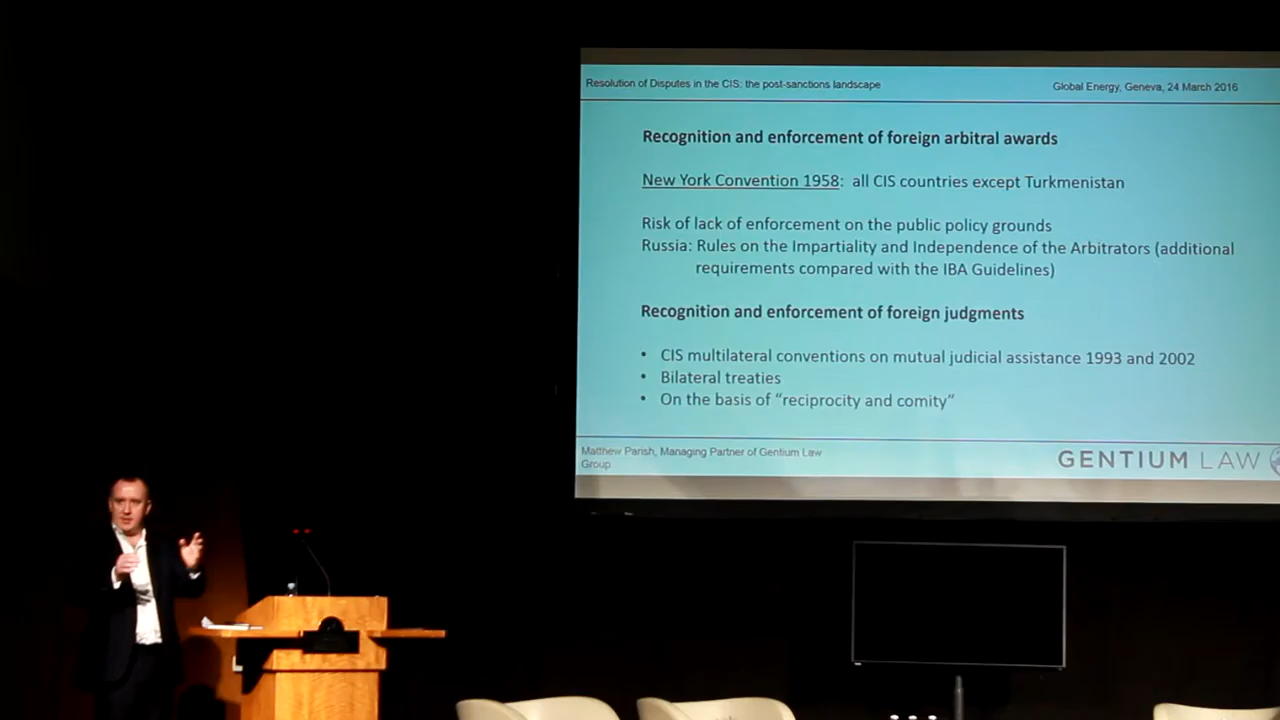 Resolution of Disputes in the CIS: the post-sanctions landscape
Global Energy, Geneva, 24 March 2016
Recognition and enforcement of foreign arbitral awards
New York Convention 1958: all CIS countries except Turkmenistan
Risk of lack of enforcement on the public policy grounds
Russia: Rules on the Impartiality and Independence of the Arbitrators (additional
requirements compared with the IBA Guidelines)
Recognition and enforcement of foreign judgments
• CIS multilateral conventions on mutual judicial assistance 1993 and 2002
• Bilateral treaties
• On the basis of “reciprocity and comity”
Matthew Parish, Managing Partner of Gentium Law
Group
GENTIUM LAW